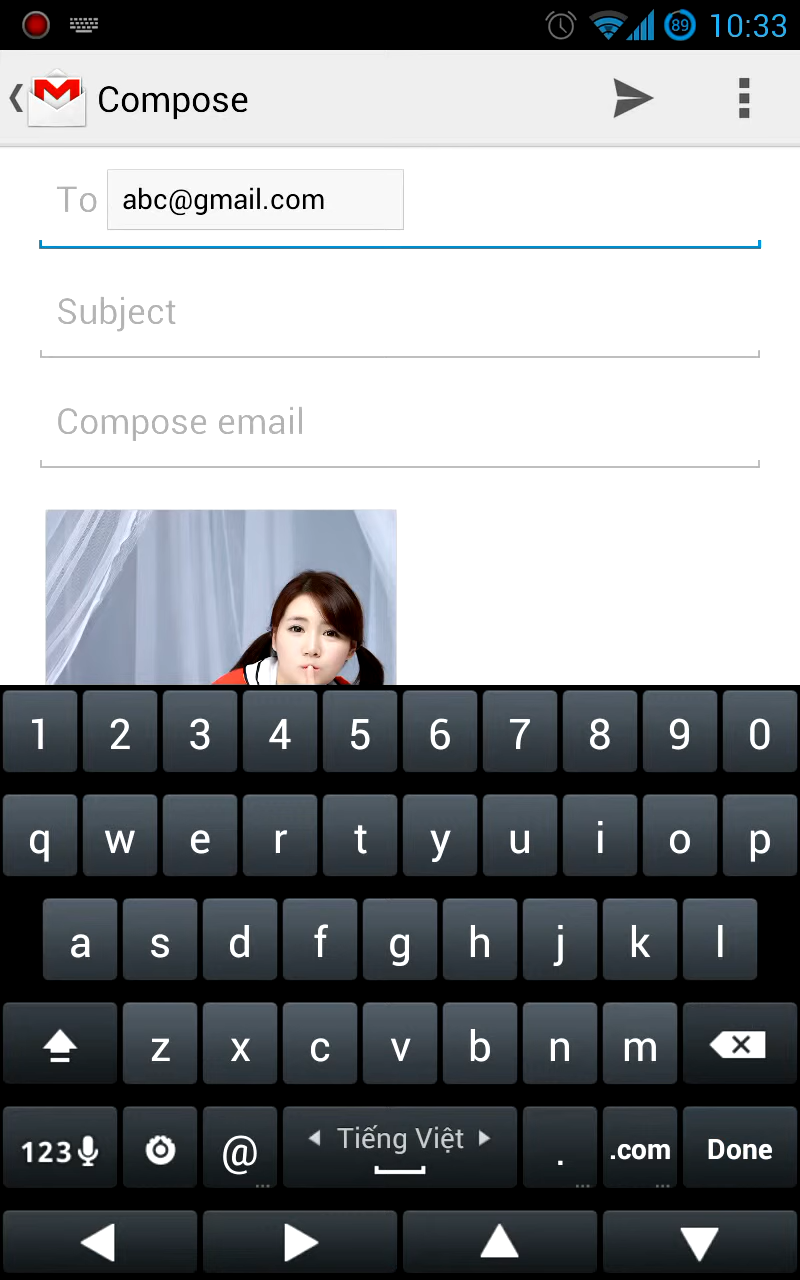 89 10:33
Compose
To abc@gmail.com
Subject
Compose email
1 2 3 4 5 6 7 8 9 0
q w e r t y u i o p
a s d f g h j k l
z x c v b n m
123 @ Tiếng Việt . .com Done